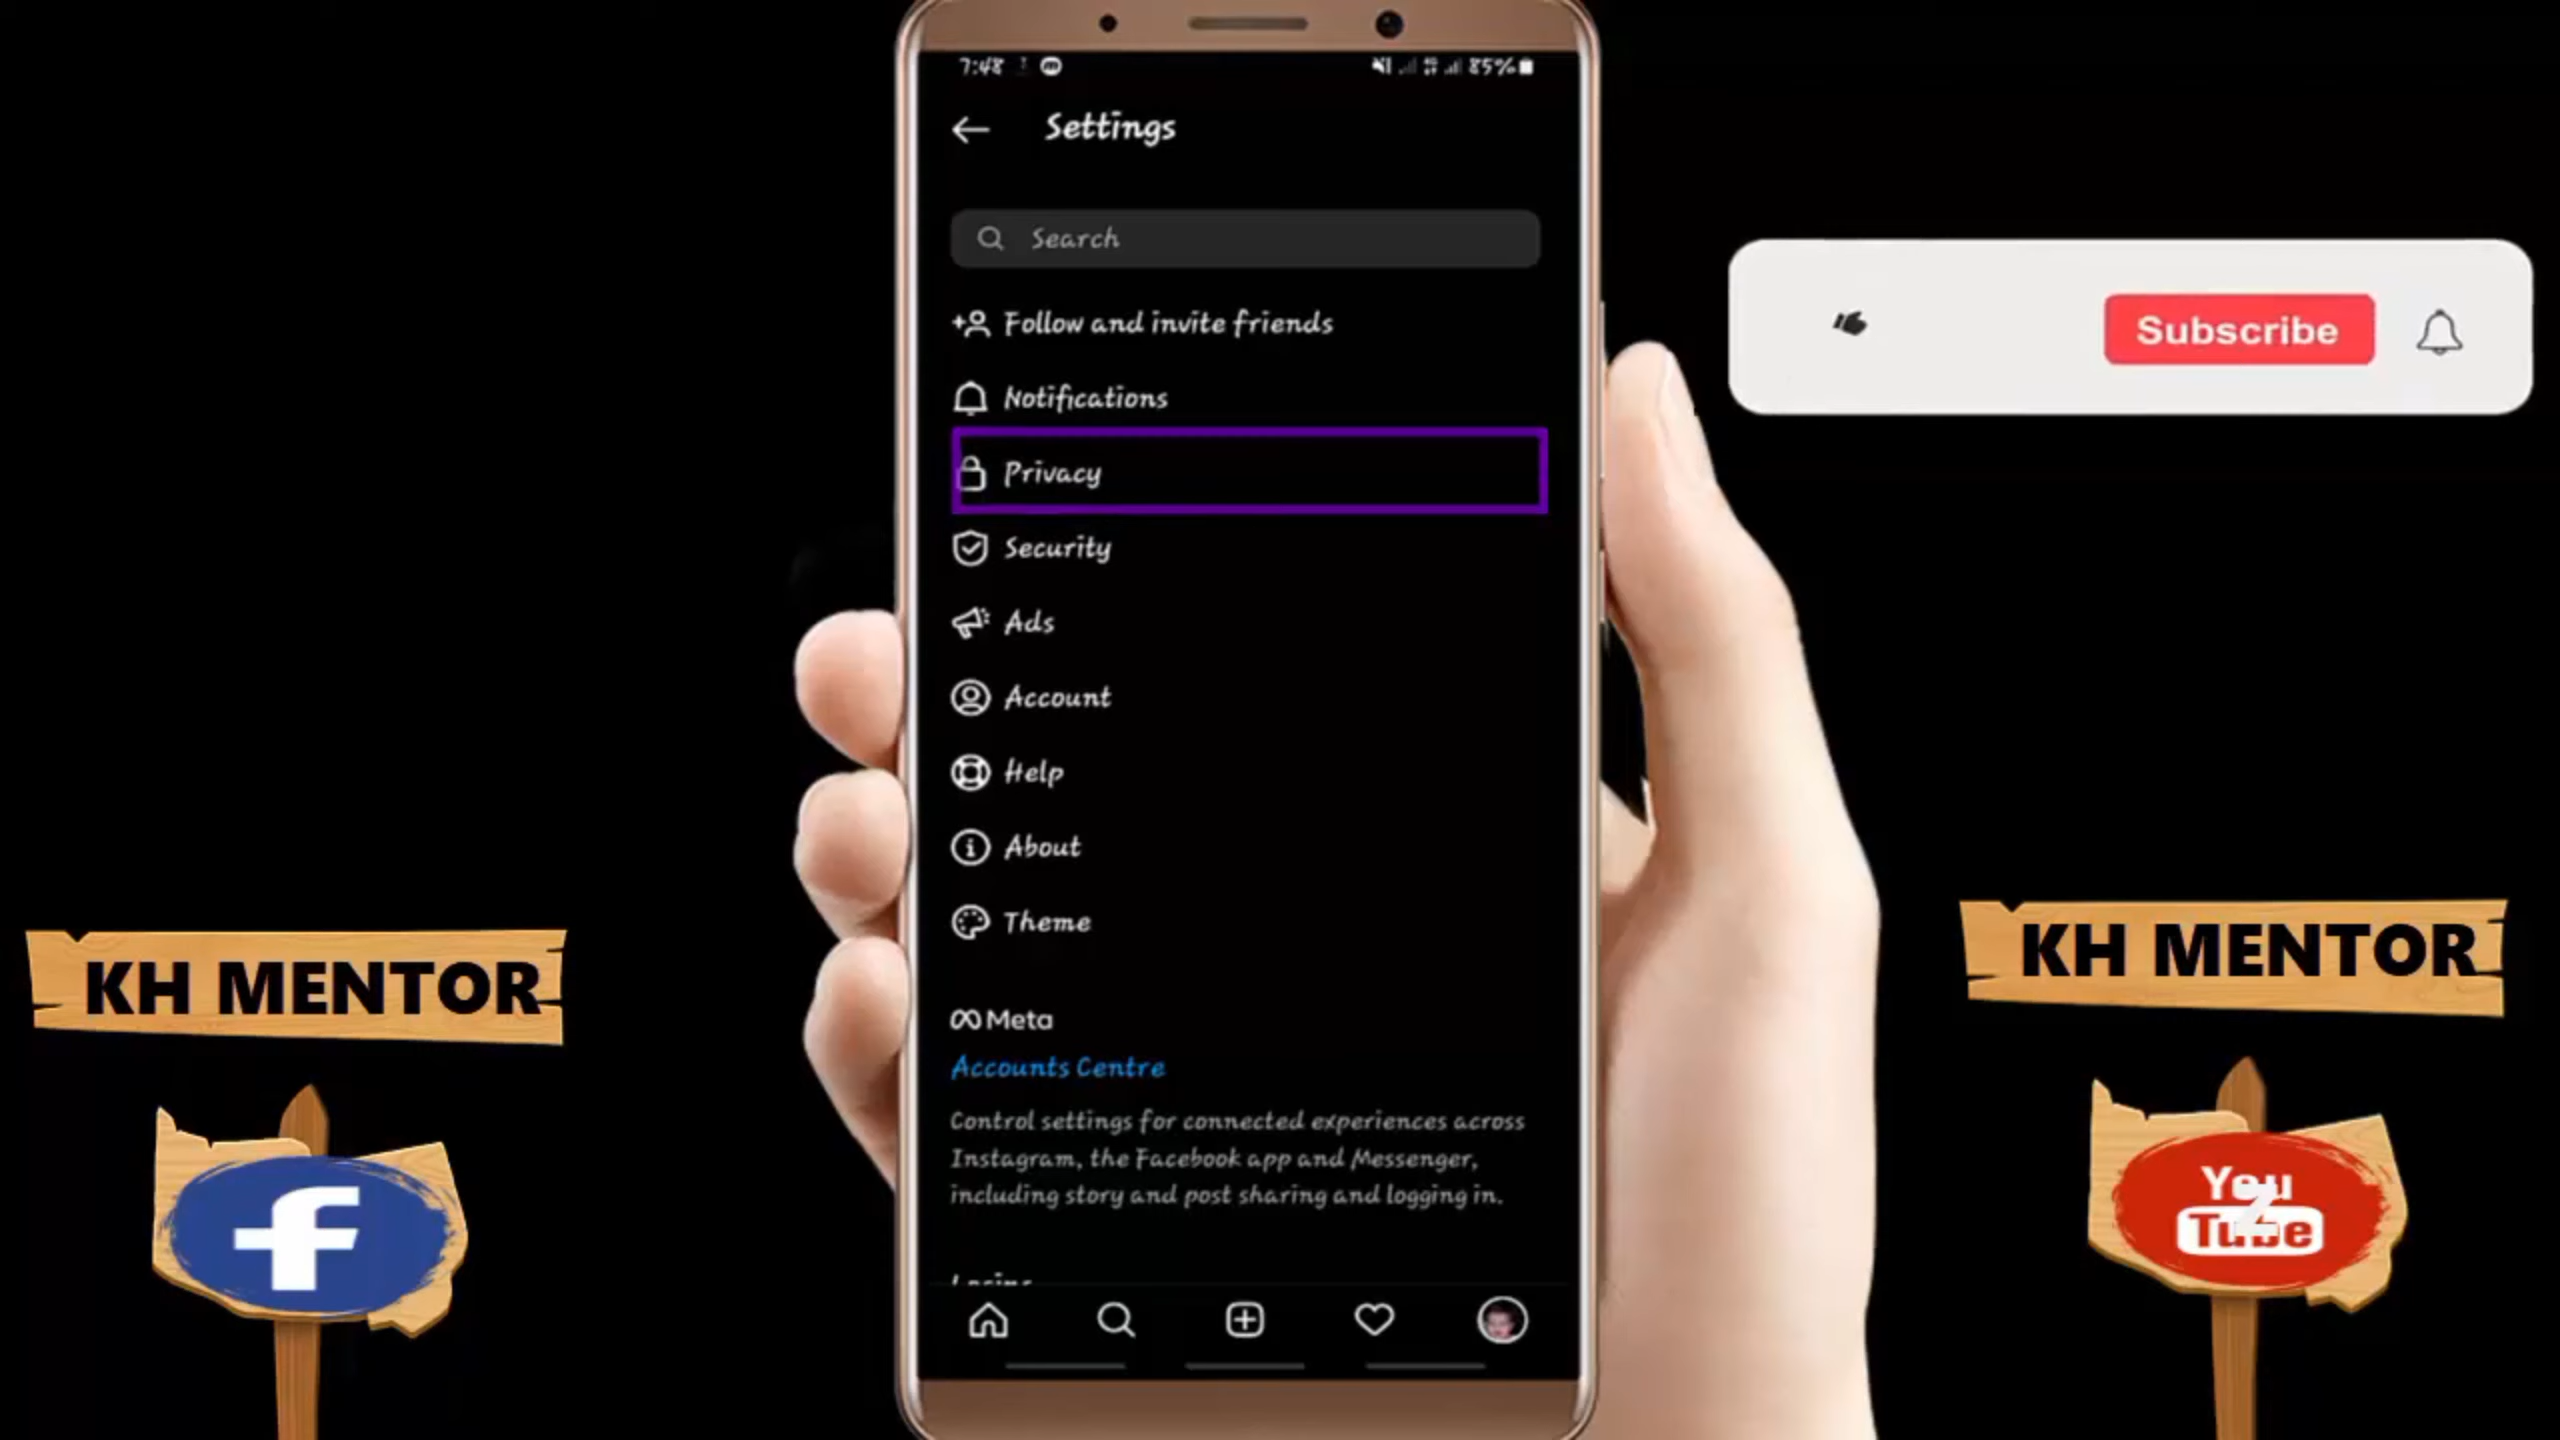 7:48
85%
Settings
Search
Follow and invite friends
Notifications
Privacy
Security
Ads
Account
Help
About
Theme
Meta
Accounts Centre
Control settings for connected experiences across
Instagram, the Facebook app and Messenger,
including story and post sharing and logging in.
Subscribe
KH MENTOR
f
KH MENTOR
You
Tube